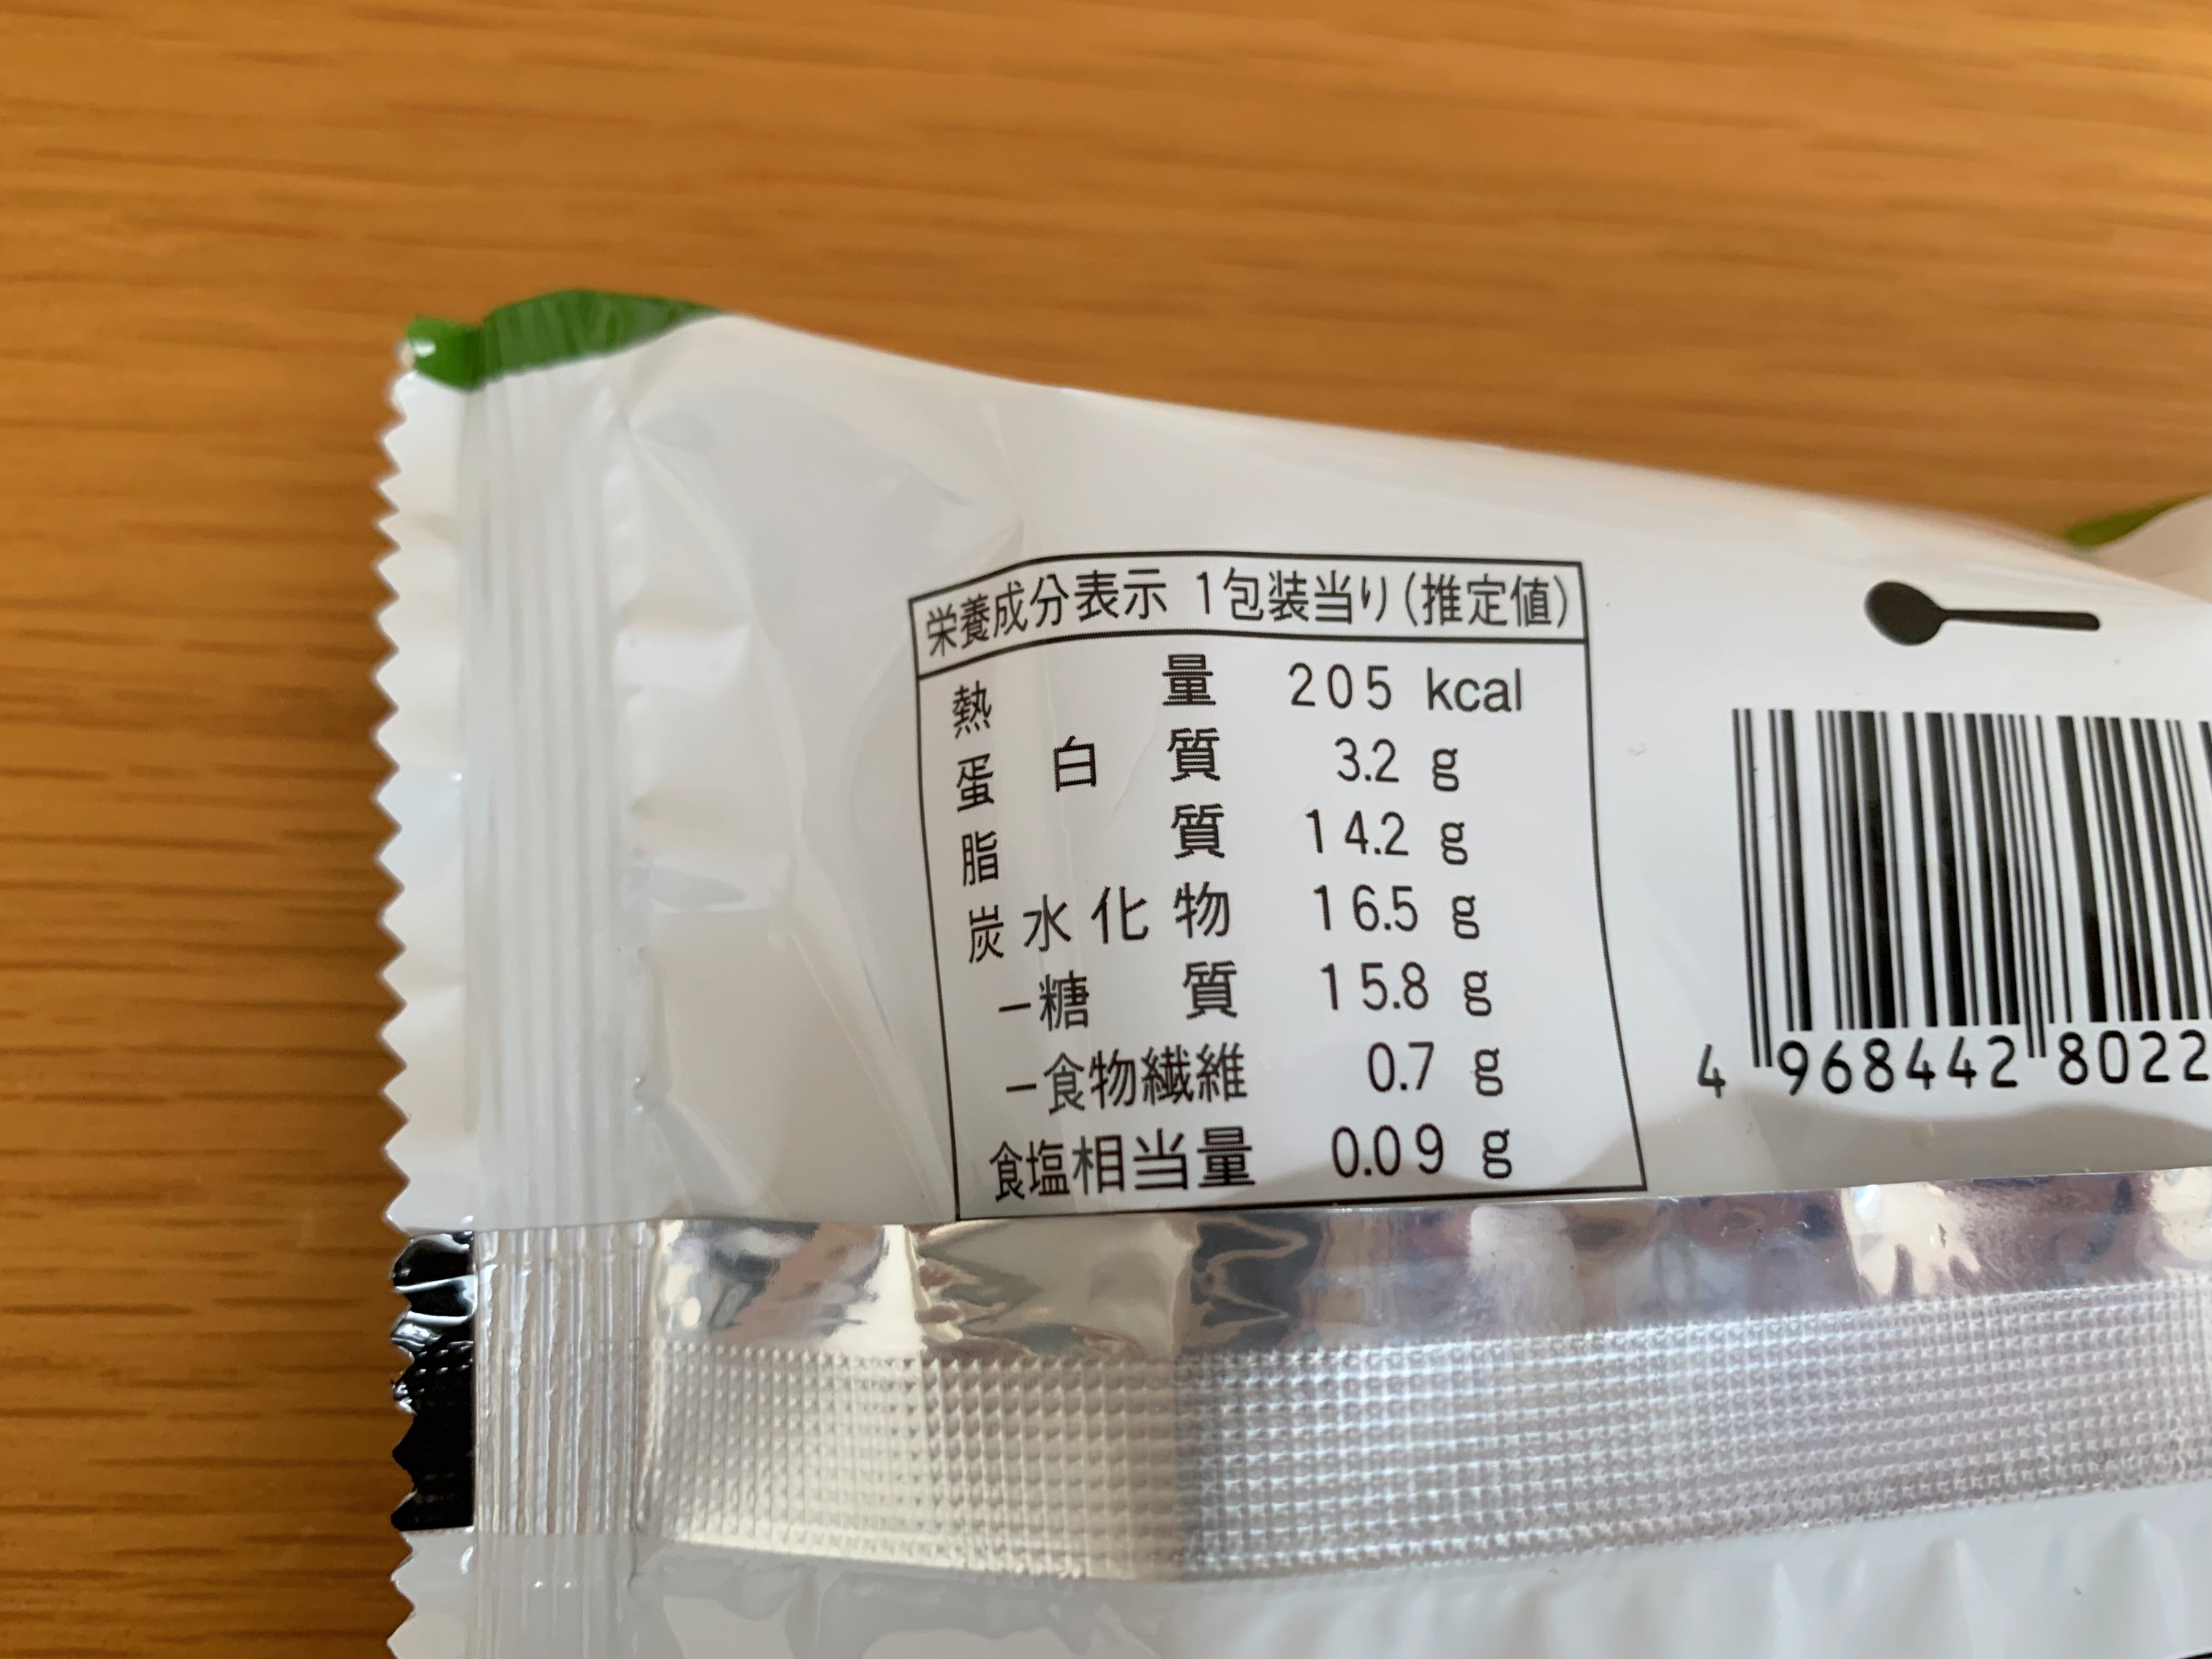 栄養成分表示 1包装当り(推定値)
熱量 205 kcal
蛋白質 3.2 g
脂質 14.2 g
炭水化物 16.5 g
−糖質 15.8 g
−食物繊維 0.7 g
食塩相当量 0.09 g
4 968442 8022